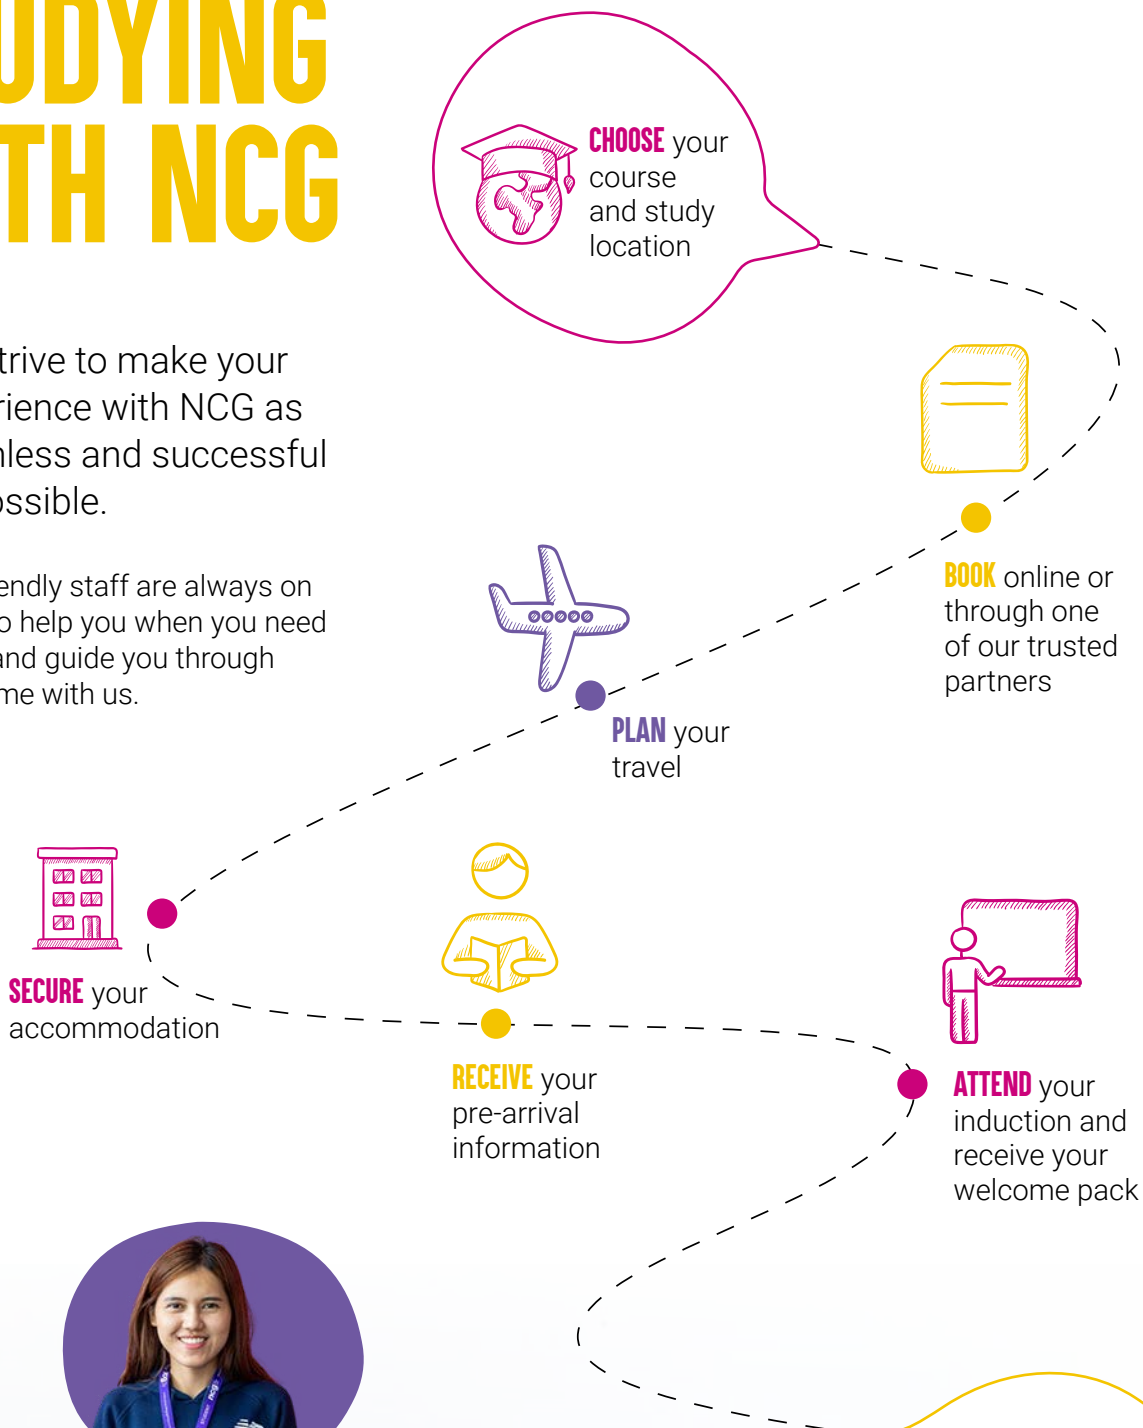 UDYING
TH NCG
CHOOSE your
course
and study
location
trive to make your
rience with NCG as
nless and successful
ossible.
endly staff are always on
o help you when you need
and guide you through
me with us.
BOOK online or
through one
of our trusted
partners
PLAN your
travel
SECURE your
accommodation
RECEIVE your
pre-arrival
information
ATTEND your
induction and
receive your
welcome pack
ncg